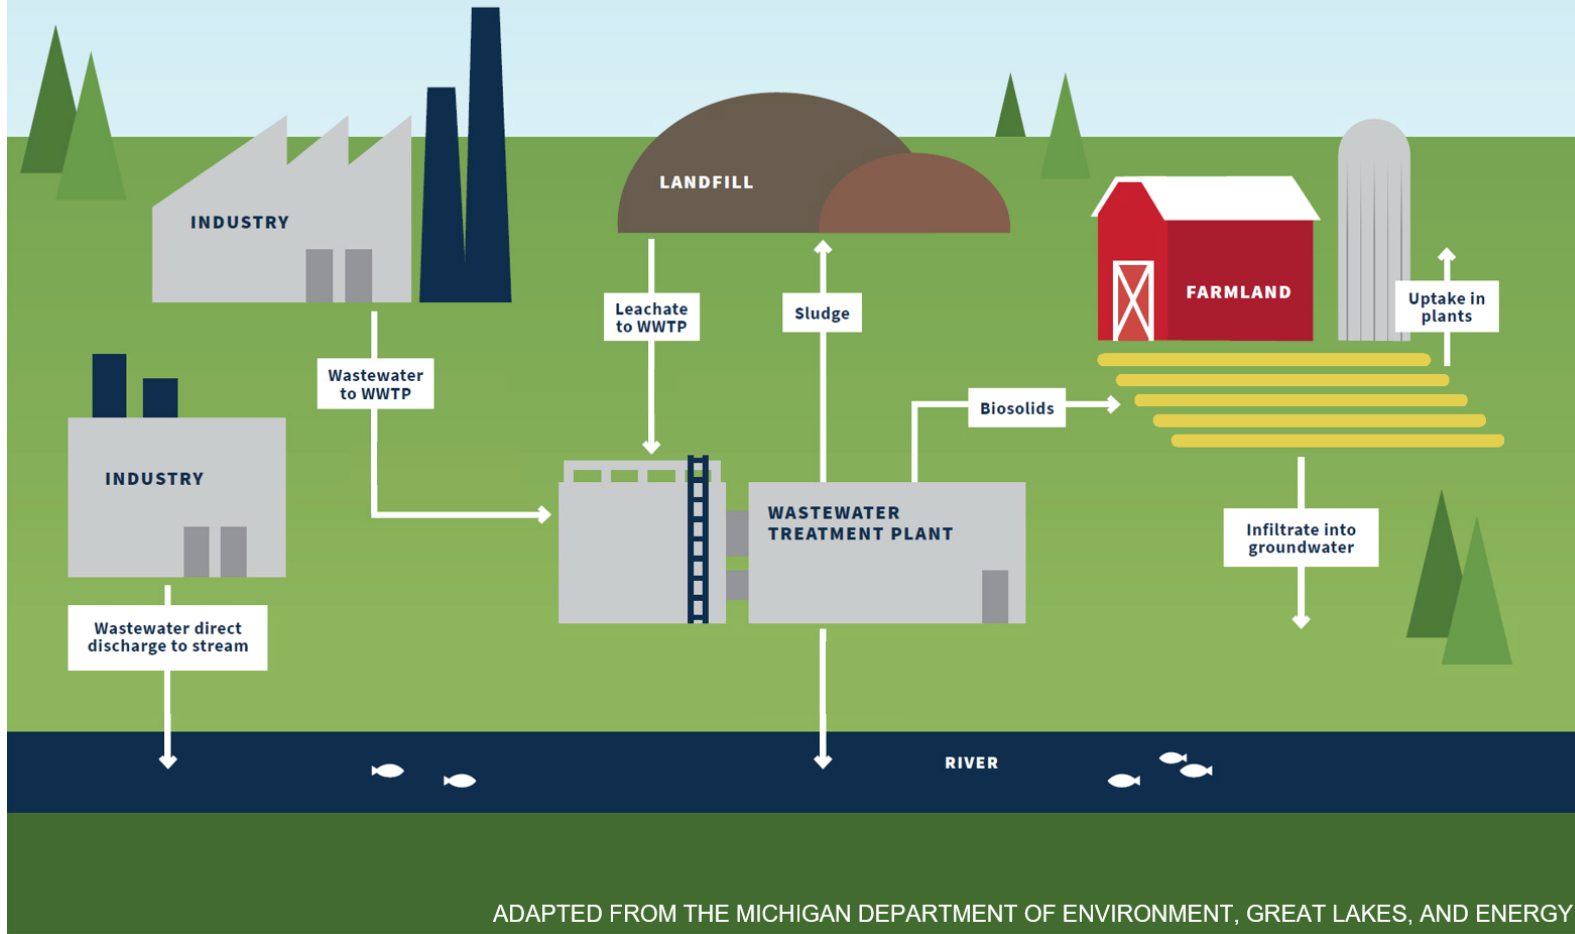 LANDFILL
INDUSTRY
FARMLAND
Leachate
to WWTP
Sludge
Uptake in
plants
Wastewater
to WWTP
Biosolids
INDUSTRY
WASTEWATER
TREATMENT PLANT
Infiltrate into
groundwater
Wastewater direct
discharge to stream
RIVER
ADAPTED FROM THE MICHIGAN DEPARTMENT OF ENVIRONMENT, GREAT LAKES, AND ENERGY